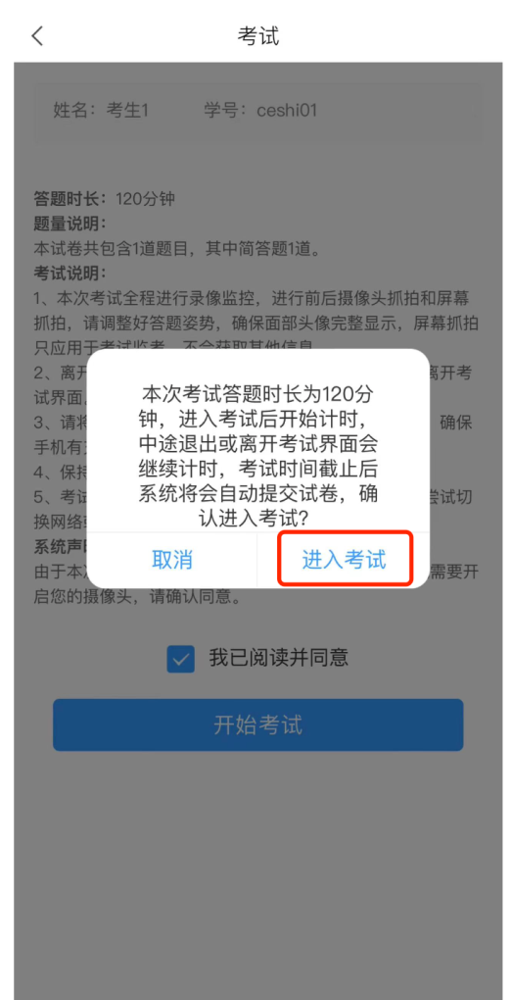 考试
姓名：考生1 学号：ceshi01
答题时长：120分钟
题量说明：
本试卷共包含1道题目，其中简答题1道。
考试说明：
1、本次考试全程进行录像监控，进行前后摄像头抓拍和屏幕
抓拍，请调整好答题姿势，确保面部头像完整显示，屏幕抓拍
只应用于考试监考，不会获取其他信息
2、离开 离开考
试界面，
3、请将 确保
手机有
4、保持
5、考试 尝试切
换网络
系统声明
由于本次 需要开
启您的摄像头，请确认同意。
本次考试答题时长为120分
钟，进入考试后开始计时，
中途退出或离开考试界面会
继续计时，考试时间截止后
系统将会自动提交试卷，确
认进入考试？
取消 进入考试
我已阅读并同意
开始考试